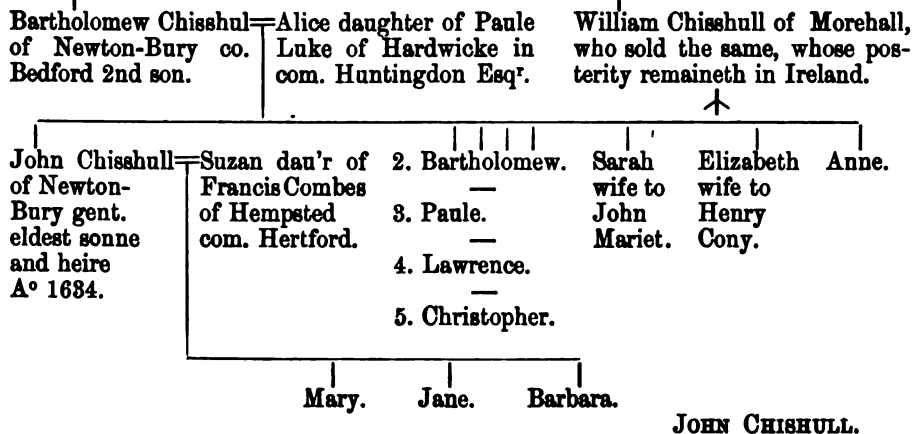 Bartholomew Chisshul
of Newton-Bury co.
Bedford 2nd son.
Alice daughter of Paule
Luke of Hardwicke in
com. Huntingdon Esqʳ.
William Chisshull of Morehall,
who sold the same, whose pos-
terity remaineth in Ireland.
John Chisshull
of Newton-
Bury gent.
eldest sonne
and heire
Aº 1634.
Suzan dau'r of
Francis Combes
of Hempsted
com. Hertford.
2. Bartholomew.
3. Paule.
4. Lawrence.
5. Christopher.
Sarah
wife to
John
Mariet.
Elizabeth
wife to
Henry
Cony.
Anne.
Mary.
Jane.
Barbara.
JOHN CHISHULL.